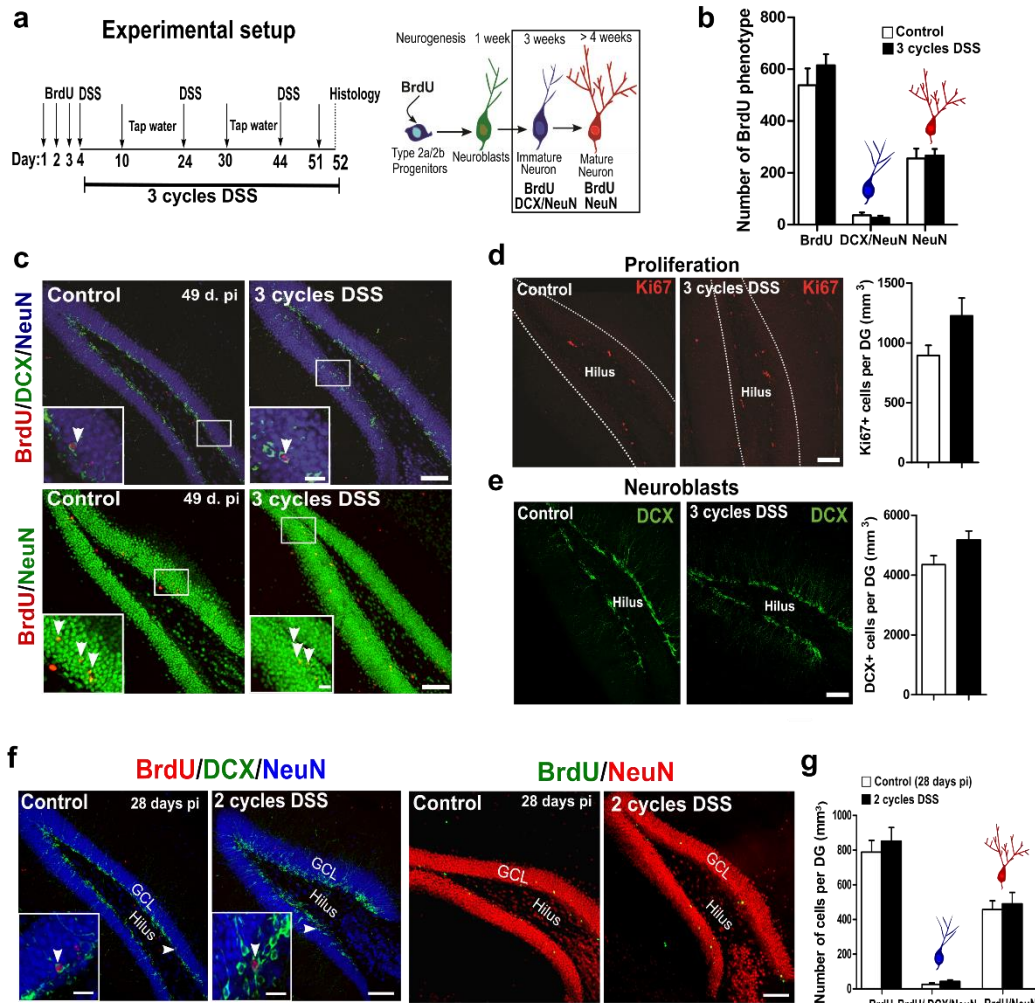 a
Experimental setup
BrdU DSS DSS DSS Histology
Tap water Tap water
Day:1 2 3 4 10 24 30 44 51 52
3 cycles DSS
Neurogenesis 1 week 3 weeks > 4 weeks
BrdU
Type 2a/2b
Progenitors
Neuroblasts
Immature
Neuron
BrdU
DCX/NeuN
Mature
Neuron
BrdU
NeuN
b
Number of BrdU phenotype
800
600
400
200
0
Control
3 cycles DSS
BrdU DCX/NeuN NeuN
c
BrdU/DCX/NeuN
Control 49 d. pi
3 cycles DSS
BrdU/NeuN
Control 49 d. pi
3 cycles DSS
d
Proliferation
Control Ki67
Hilus
3 cycles DSS Ki67
Hilus
Ki67+ cells per DG (mm³)
1500
1000
500
0
e
Neuroblasts
Control DCX
Hilus
3 cycles DSS DCX
Hilus
DCX+ cells per DG (mm³)
6000
4000
2000
0
f
BrdU/DCX/NeuN
Control 28 days pi
GCL
Hilus
2 cycles DSS
GCL
Hilus
BrdU/NeuN
Control 28 days pi
GCL
Hilus
2 cycles DSS
GCL
Hilus
g
Control (28 days pi)
2 cycles DSS
Number of cells per DG (mm³)
1000
800
600
400
200
0
BrdU BrdU/DCX/NeuN BrdU/NeuN